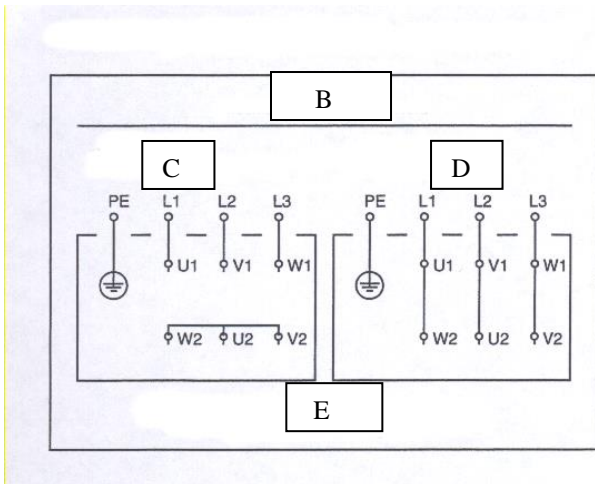 B
C D
PE L1 L2 L3 PE L1 L2 L3
U1 V1 W1 U1 V1 W1
W2 U2 V2 W2 U2 V2
E